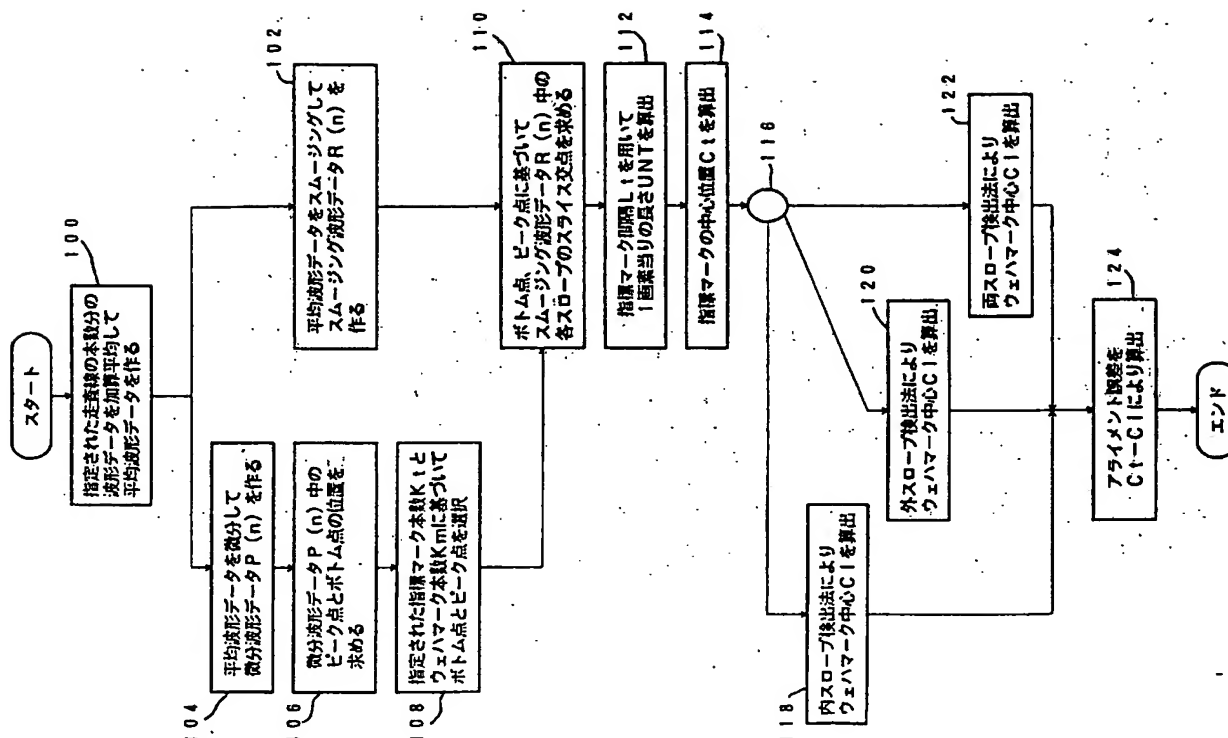 スタート
100
指定された走査線の本数分の
波形データを加算平均して
平均波形データを作る
104
平均波形データを微分して
微分波形データP(n)を作る
102
平均波形データをスムージングして
スムージング波形データR(n)を
作る
06
微分波形データP(n)中の
ピーク点とボトム点の位置を
求める
08
指定された指標マーク本数Ktと
ウェハマーク本数Kmに基づいて
ボトム点とピーク点を選択
110
ボトム点、ピーク点に基づいて
スムージング波形データR(n)中の
各スロープのスライス交点を求める
112
指標マーク間隔Ltを用いて
1画素当りの長さUNTを算出
114
指標マークの中心位置Ctを算出
116
118
内スロープ検出法により
ウェハマーク中心Clを算出
120
外スロープ検出法により
ウェハマーク中心Clを算出
122
両スロープ検出法により
ウェハマーク中心Clを算出
124
アライメント誤差を
Ct-Clにより算出
エンド